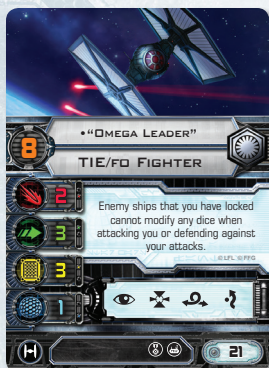 •"Omega Leader"
8
TIE/fo Fighter
2
3
3
1
Enemy ships that you have locked
cannot modify any dice when
attacking you or defending against
your attacks.
©LFL ©FFG
21